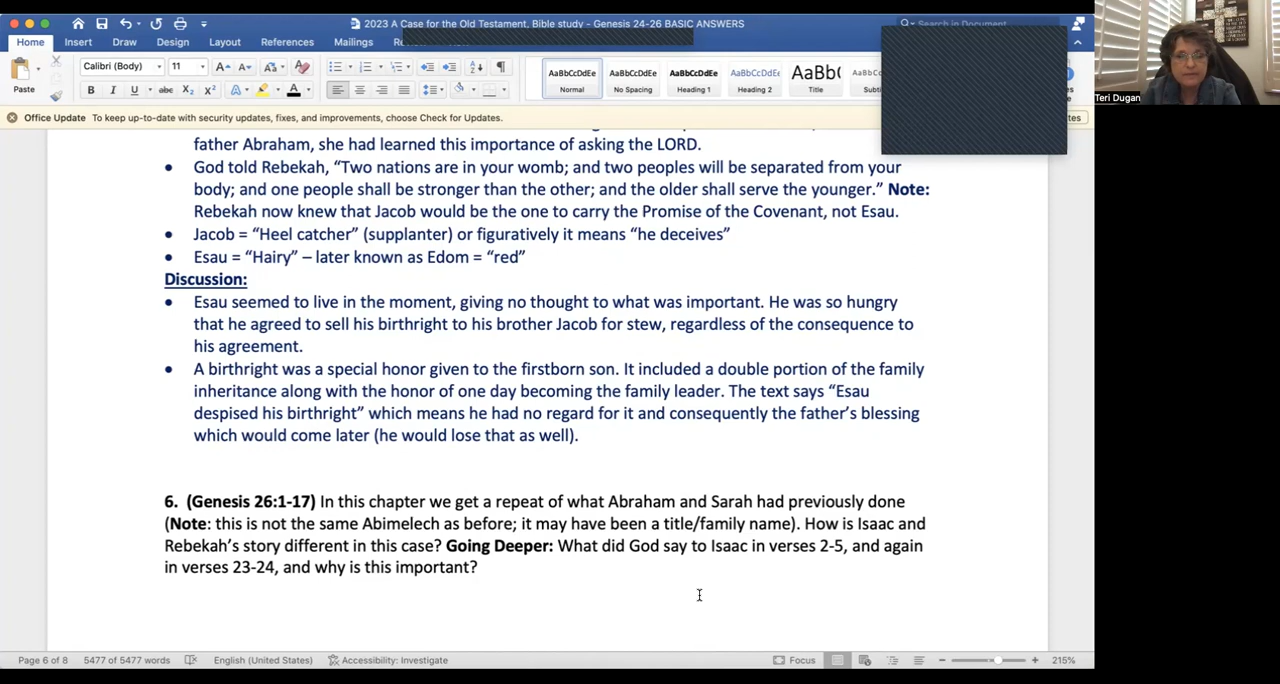 2023 A Case for the Old Testament, Bible study - Genesis 24-26 BASIC ANSWERS
Search in Document
Home Insert Draw Design Layout References Mailings
Calibri (Body) 11
Paste
AaBbCcDdEe AaBbCcDdEe AaBbCcDdEe AaBbCcDdEe
Normal No Spacing Heading 1 Heading 2 Title
Teri Dugan
Office Update To keep up-to-date with security updates, fixes, and improvements, choose Check for Updates.
father Abraham, she had learned this importance of asking the LORD.
• God told Rebekah, “Two nations are in your womb; and two peoples will be separated from your
body; and one people shall be stronger than the other; and the older shall serve the younger.” Note:
Rebekah now knew that Jacob would be the one to carry the Promise of the Covenant, not Esau.
• Jacob = “Heel catcher” (supplanter) or figuratively it means “he deceives”
• Esau = “Hairy” – later known as Edom = “red”
Discussion:
• Esau seemed to live in the moment, giving no thought to what was important. He was so hungry
that he agreed to sell his birthright to his brother Jacob for stew, regardless of the consequence to
his agreement.
• A birthright was a special honor given to the firstborn son. It included a double portion of the family
inheritance along with the honor of one day becoming the family leader. The text says “Esau
despised his birthright” which means he had no regard for it and consequently the father’s blessing
which would come later (he would lose that as well).
6. (Genesis 26:1-17) In this chapter we get a repeat of what Abraham and Sarah had previously done
(Note: this is not the same Abimelech as before; it may have been a title/family name). How is Isaac and
Rebekah’s story different in this case? Going Deeper: What did God say to Isaac in verses 2-5, and again
in verses 23-24, and why is this important?
Page 6 of 8 5477 of 5477 words English (United States) Accessibility: Investigate Focus 215%